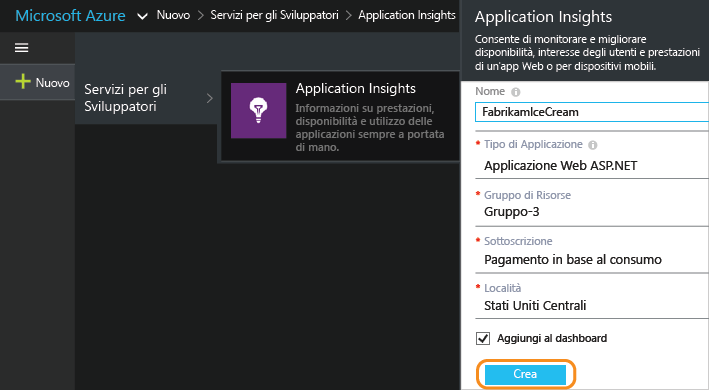 Microsoft Azure Nuovo > Servizi per gli Sviluppatori > Application Insights
+ Nuovo
Servizi per gli
Sviluppatori >
Application Insights
Informazioni su prestazioni,
disponibilità e utilizzo delle
applicazioni sempre a portata
di mano.
Application Insights
Consente di monitorare e migliorare
disponibilità, interesse degli utenti e prestazioni
di un'app Web o per dispositivi mobili.
Nome
FabrikamIceCream
* Tipo di Applicazione
Applicazione Web ASP.NET
* Gruppo di Risorse
Gruppo-3
* Sottoscrizione
Pagamento in base al consumo
* Località
Stati Uniti Centrali
Aggiungi al dashboard
Crea